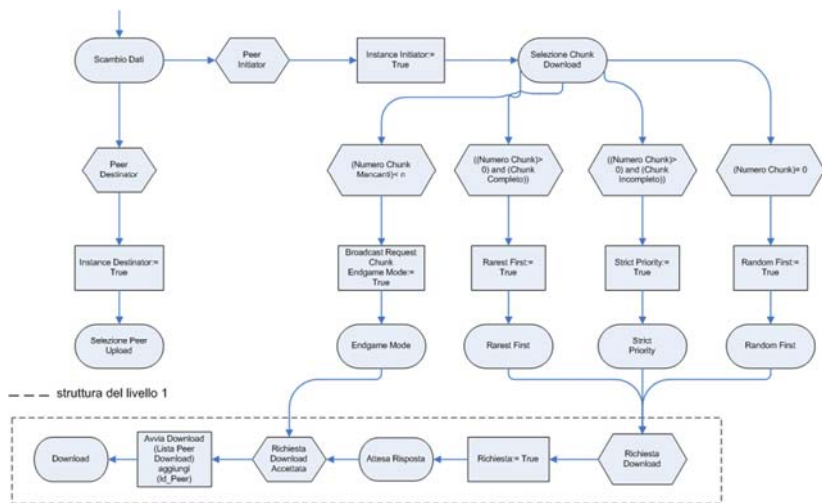 Scambio Dati
Peer
Initiator
Instance Initiator:=
True
Selezione Chunk
Download
Peer
Destinator
(Numero Chunk
Mancanti)< n
((Numero Chunk)>
0) and (Chunk
Completo))
((Numero Chunk)>
0) and (Chunk
Incompleto))
(Numero Chunk)= 0
Instance Destinator:=
True
Broadcast Request
Chunk
Endgame Mode:=
True
Rarest First:=
True
Strict Priority:=
True
Random First:=
True
Selezione Peer
Upload
Endgame Mode
Rarest First
Strict
Priority
Random First
struttura del livello 1
Download
Avvia Download
(Lista Peer
Download)
aggiungi
(Id_Peer)
Richiesta
Download
Accettata
Attesa Risposta
Richiesta:= True
Richiesta
Download